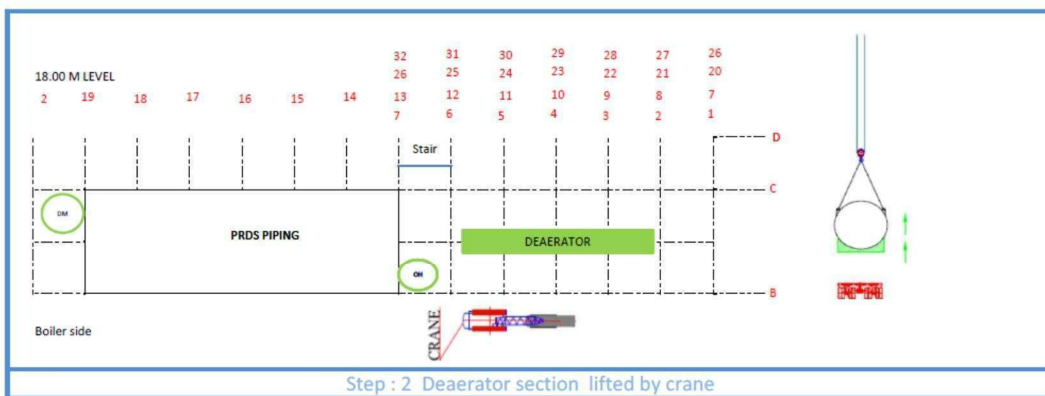 32 31 30 29 28 27 26
26 25 24 23 22 21 20
18.00 M LEVEL
2 19 18 17 16 15 14 13 12 11 10 9 8 7
7 6 5 4 3 2 1
D
Stair
C
DM
PRDS PIPING
DEAERATOR
OH
B
CRANE
Boiler side
Step : 2 Deaerator section lifted by crane